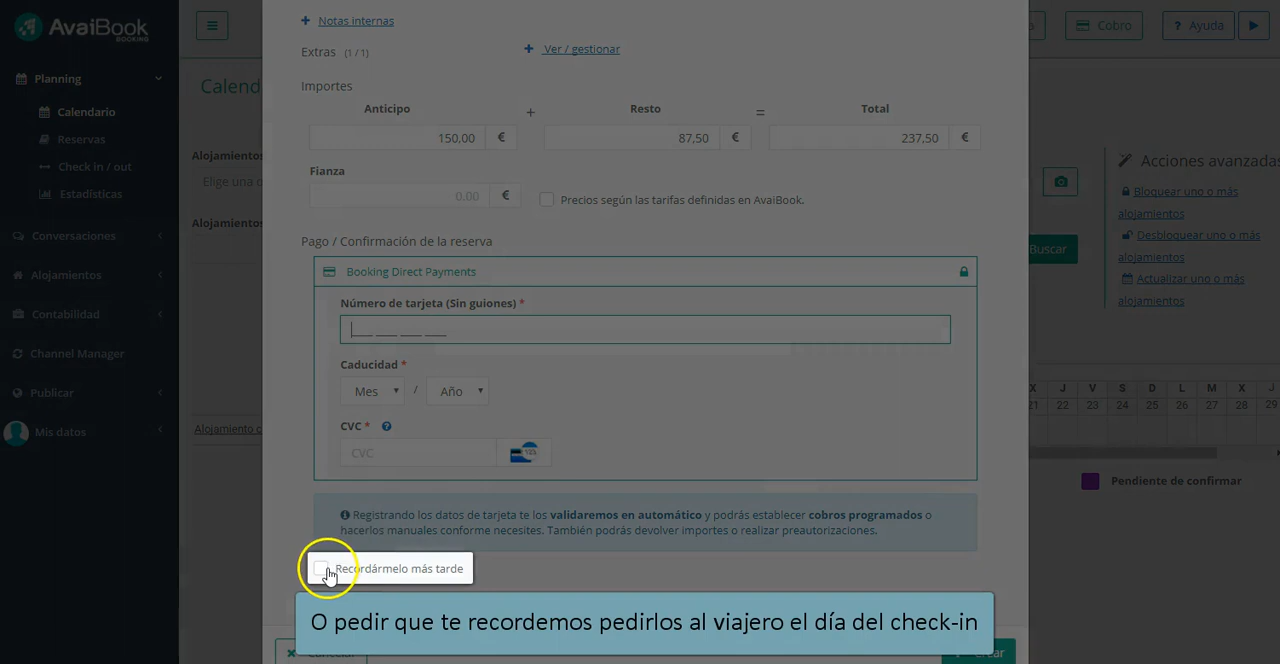 AvaiBook
BOOKING
Planning
Calendario
Reservas
Check in / out
Estadísticas
Conversaciones
Alojamientos
Contabilidad
Channel Manager
Publicar
Mis datos
Calend
Alojamientos
Elige una
Alojamientos
Alojamiento c
+ Notas internas
Extras (1 / 1)
+ Ver / gestionar
Importes
Anticipo + Resto = Total
150,00 € 87,50 € 237,50 €
Fianza
0,00 €
Precios según las tarifas definidas en AvaiBook.
Pago / Confirmación de la reserva
Booking Direct Payments
Número de tarjeta (Sin guiones) *
____ ____ ____ ____
Caducidad *
Mes / Año
CVC *
CVC
Registrando los datos de tarjeta te los validaremos en automático y podrás establecer cobros programados o
hacerlos manuales conforme necesites. También podrás devolver importes o realizar preautorizaciones.
Recordármelo más tarde
O pedir que te recordemos pedirlos al viajero el día del check-in
Cancelar
Crear
Cobro
? Ayuda
Acciones avanzadas
Bloquear uno o más
alojamientos
Desbloquear uno o más
alojamientos
Actualizar uno o más
alojamientos
Buscar
X J V S D L M X J
21 22 23 24 25 26 27 28 29
Pendiente de confirmar